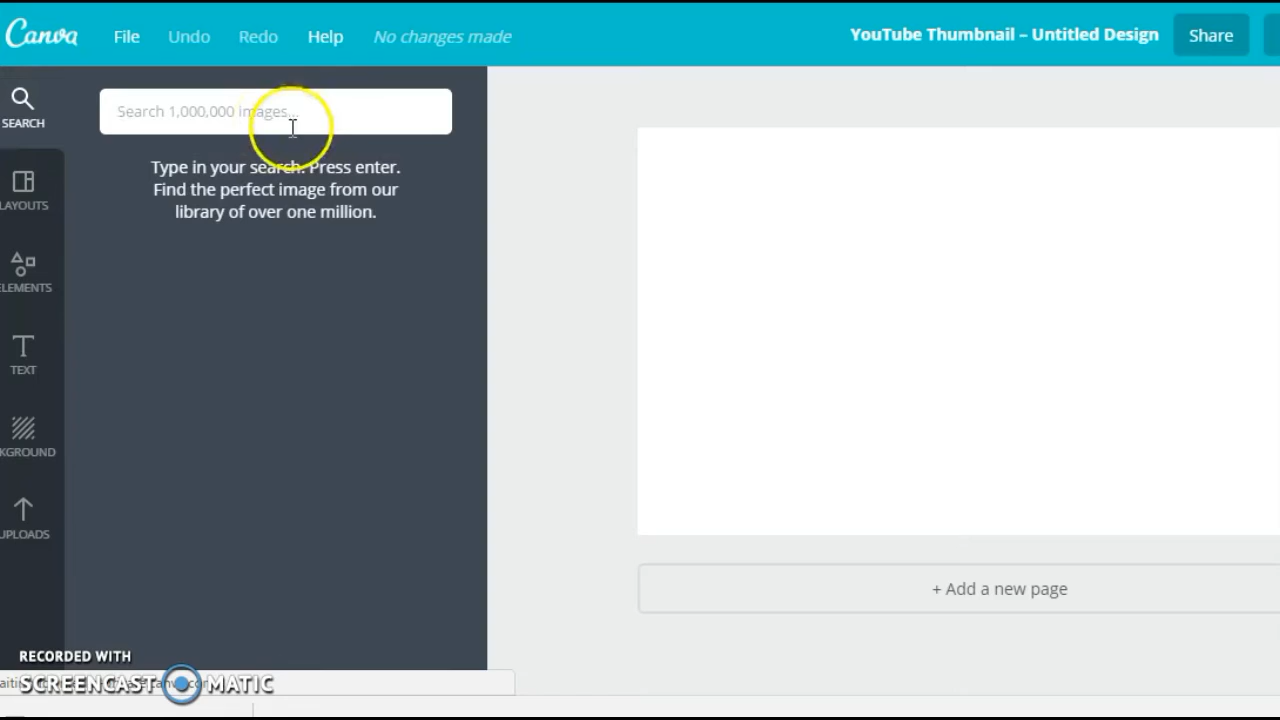 Canva File Undo Redo Help No changes made YouTube Thumbnail – Untitled Design Share
SEARCH
Search 1,000,000 images...
Type in your search. Press enter.
Find the perfect image from our
library of over one million.
LAYOUTS
ELEMENTS
TEXT
KGROUND
UPLOADS
+ Add a new page
RECORDED WITH
SCREENCAST MATIC